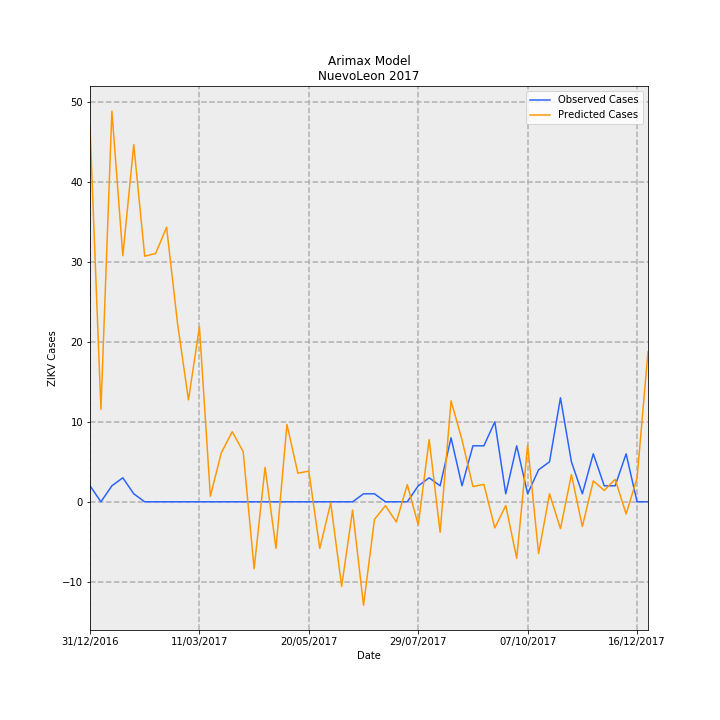 Arimax Model
NuevoLeon 2017
Observed Cases
Predicted Cases
50
40
30
20
10
0
−10
ZIKV Cases
31/12/2016 11/03/2017 20/05/2017 29/07/2017 07/10/2017 16/12/2017
Date